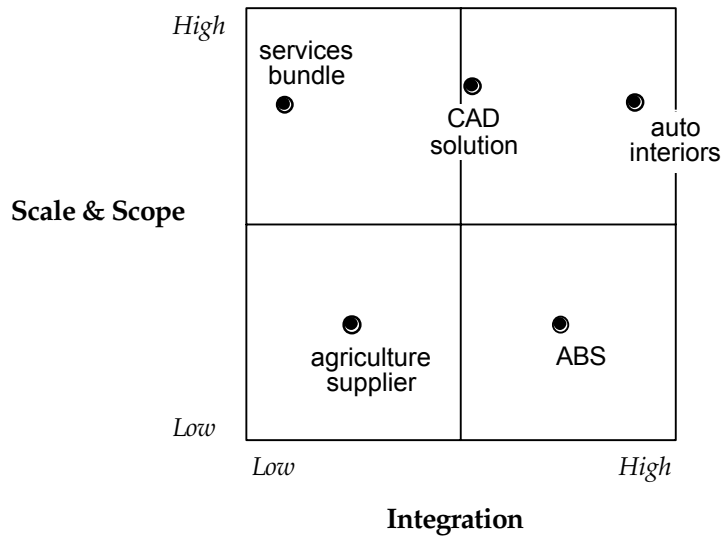 High
services
bundle
CAD
solution
auto
interiors
Scale & Scope
agriculture
supplier
ABS
Low
Low
High
Integration